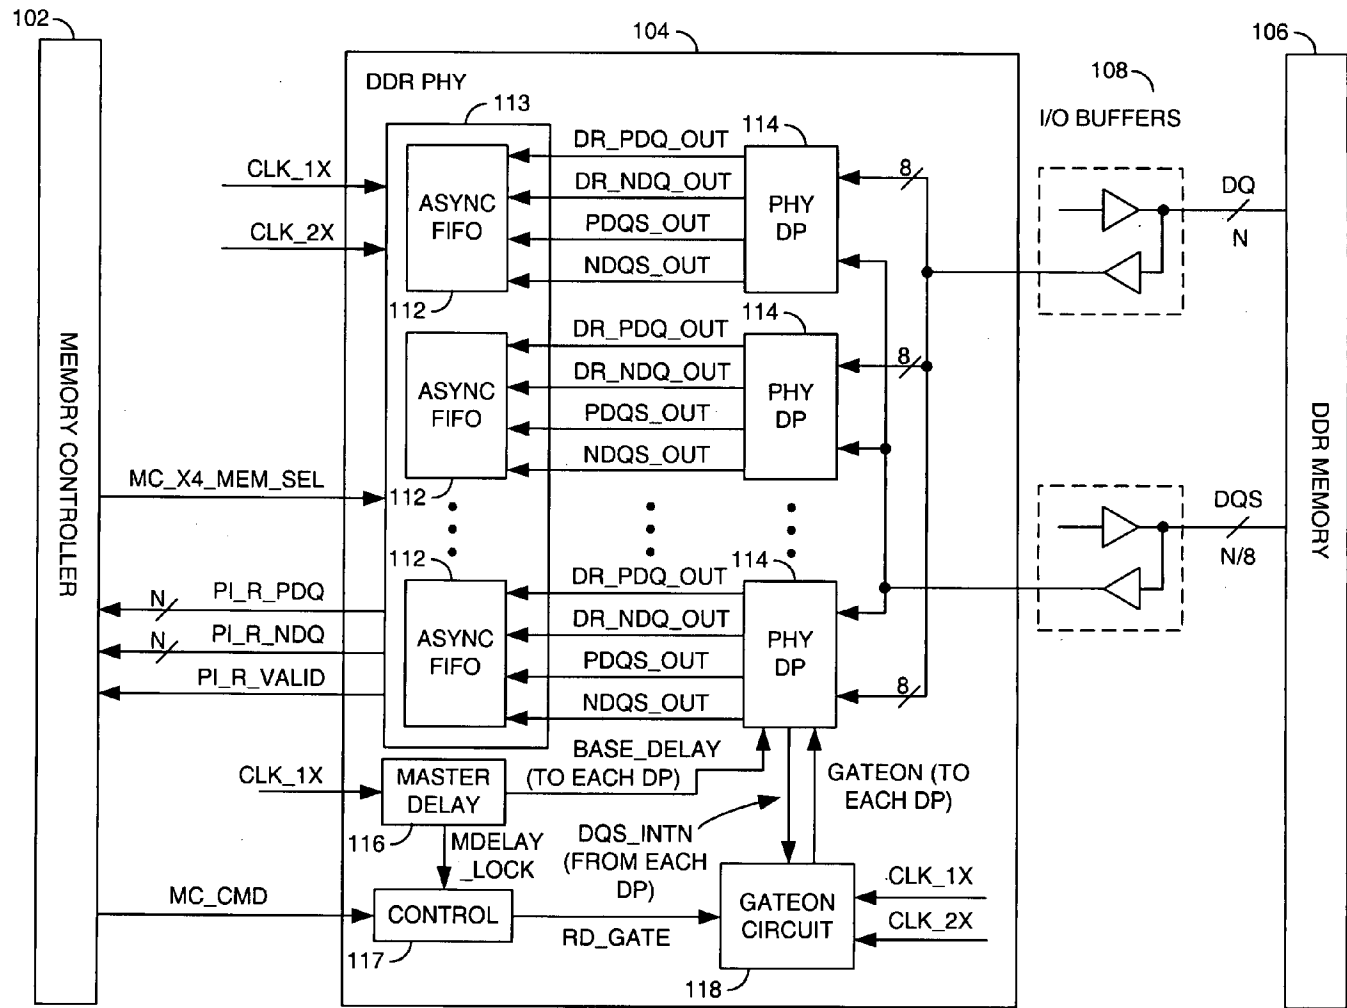 102
104
106
DDR PHY
108
I/O BUFFERS
113
114
CLK_1X
CLK_2X
ASYNC
FIFO
DR_PDQ_OUT
DR_NDQ_OUT
PDQS_OUT
NDQS_OUT
PHY
DP
8
DQ
N
112
114
ASYNC
FIFO
DR_PDQ_OUT
DR_NDQ_OUT
PDQS_OUT
NDQS_OUT
PHY
DP
8
MEMORY CONTROLLER
DDR MEMORY
MC_X4_MEM_SEL
112
DQS
N/8
112
114
N
PI_R_PDQ
N
PI_R_NDQ
PI_R_VALID
ASYNC
FIFO
DR_PDQ_OUT
DR_NDQ_OUT
PDQS_OUT
NDQS_OUT
PHY
DP
8
CLK_1X
MASTER
DELAY
116
BASE_DELAY
(TO EACH DP)
GATEON (TO
EACH DP)
MDELAY
_LOCK
DQS_INTN
(FROM EACH
DP)
MC_CMD
CONTROL
117
RD_GATE
GATEON
CIRCUIT
118
CLK_1X
CLK_2X